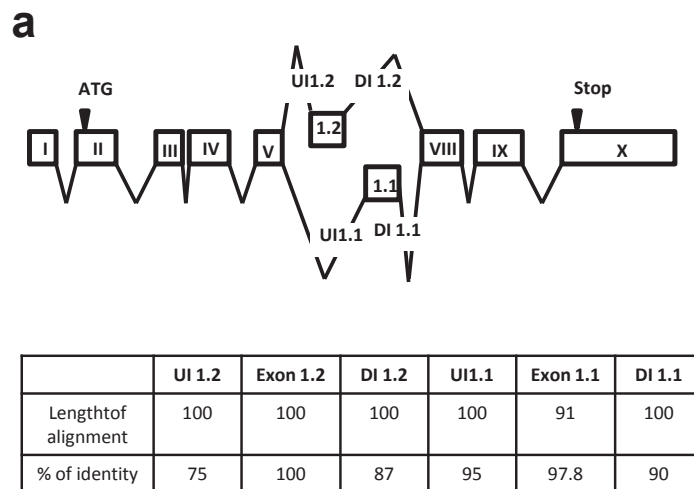 a
UI1.2 DI 1.2
ATG Stop
1.2
I II III IV V VIII IX X
1.1
UI1.1 DI 1.1
UI 1.2 Exon 1.2 DI 1.2 UI1.1 Exon 1.1 DI 1.1
Lengthtof alignment 100 100 100 100 91 100
% of identity 75 100 87 95 97.8 90